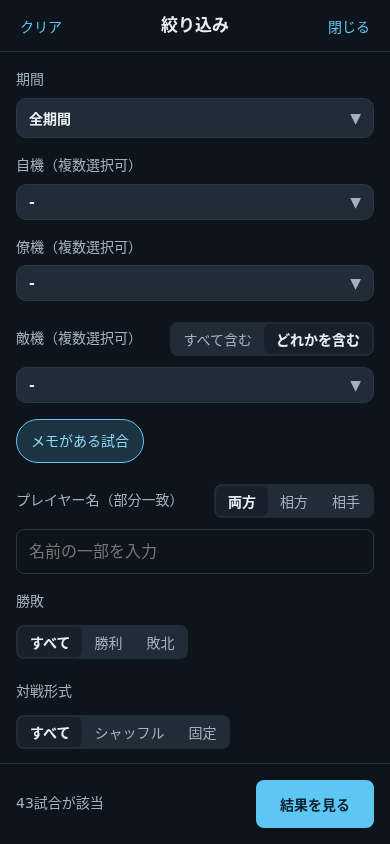 クリア 絞り込み 閉じる
期間
全期間 ▼
自機（複数選択可）
- ▼
僚機（複数選択可）
- ▼
敵機（複数選択可） すべて含む どれかを含む
- ▼
メモがある試合
プレイヤー名（部分一致） 両方 相方 相手
名前の一部を入力
勝敗
すべて 勝利 敗北
対戦形式
すべて シャッフル 固定
43試合が該当 結果を見る